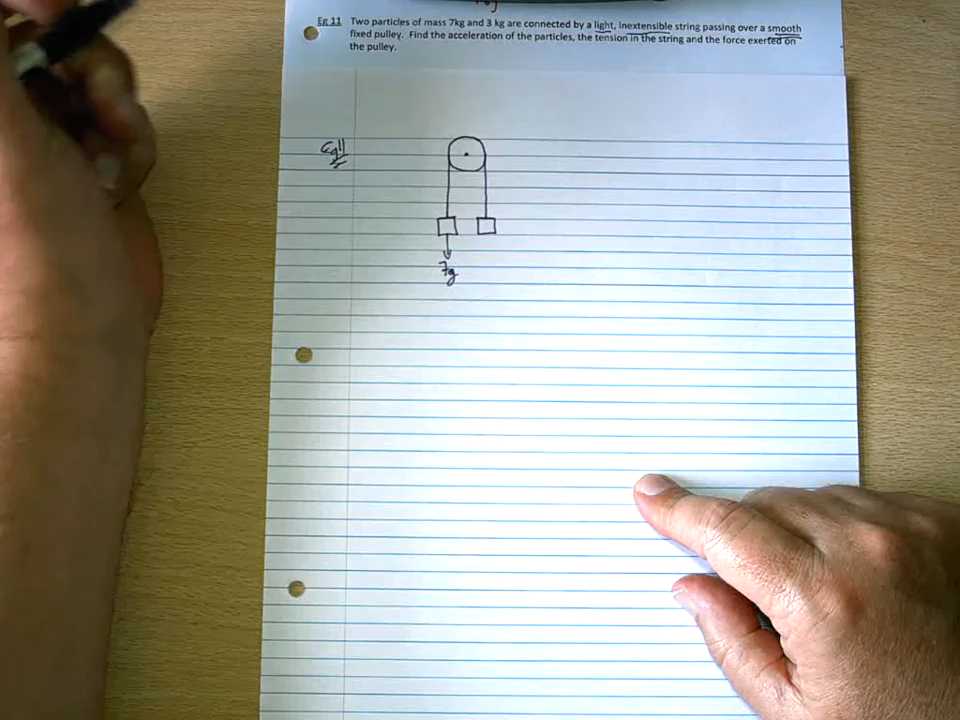 Eg 11 Two particles of mass 7kg and 3 kg are connected by a light, inextensible string passing over a smooth
fixed pulley. Find the acceleration of the particles, the tension in the string and the force exerted on
the pulley.
Eg 11
7g